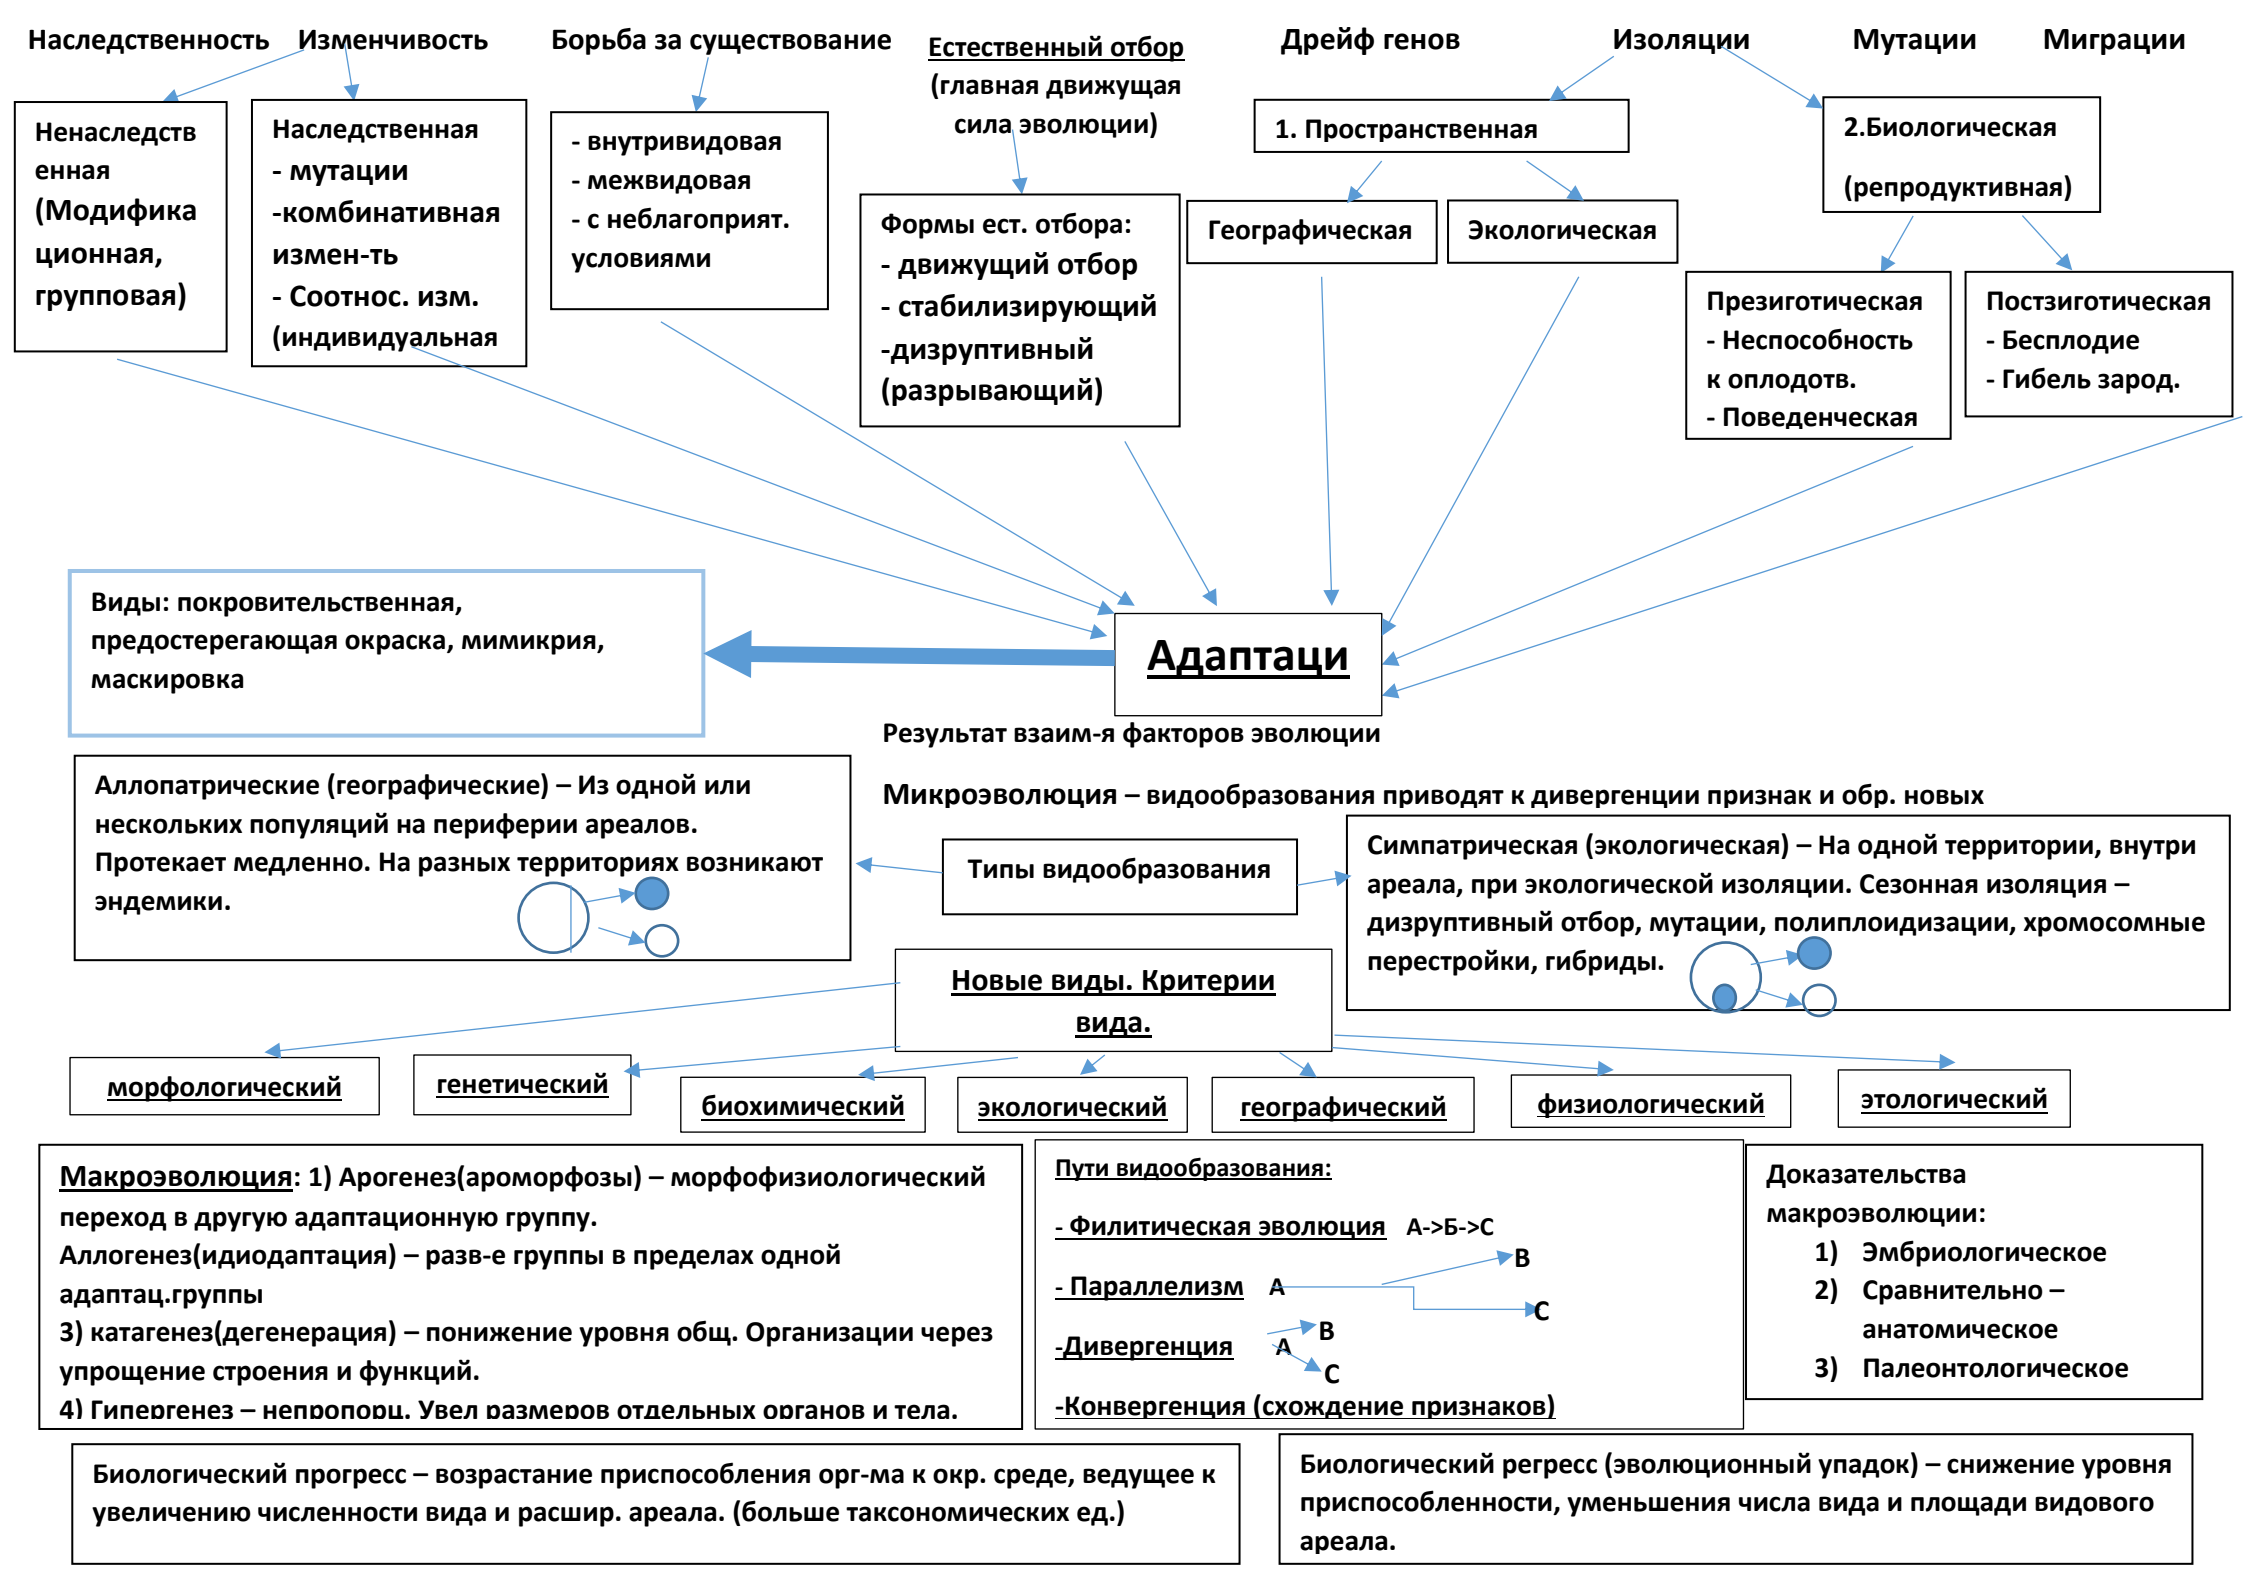 Наследственность Изменчивость Борьба за существование Естественный отбор Дрейф генов Изоляции Мутации Миграции
(главная движущая
сила эволюции)
Ненаследств
енная
(Модифика
ционная,
групповая)
Наследственная
- мутации
-комбинативная
измен-ть
- Соотнос. изм.
(индивидуальная
- внутривидовая
- межвидовая
- с неблагоприят.
условиями
Формы ест. отбора:
- движущий отбор
- стабилизирующий
-дизруптивный
(разрывающий)
1. Пространственная
Географическая
Экологическая
2.Биологическая
(репродуктивная)
Презиготическая
- Неспособность
к оплодотв.
- Поведенческая
Постзиготическая
- Бесплодие
- Гибель зарод.
Виды: покровительственная,
предостерегающая окраска, мимикрия,
маскировка
Адаптаци
Результат взаим-я факторов эволюции
Микроэволюция – видообразования приводят к дивергенции признак и обр. новых
Аллопатрические (географические) – Из одной или
нескольких популяций на периферии ареалов.
Протекает медленно. На разных территориях возникают
эндемики.
Типы видообразования
Симпатрическая (экологическая) – На одной территории, внутри
ареала, при экологической изоляции. Сезонная изоляция –
дизруптивный отбор, мутации, полиплоидизации, хромосомные
перестройки, гибриды.
Новые виды. Критерии
вида.
морфологический
генетический
биохимический
экологический
географический
физиологический
этологический
Макроэволюция: 1) Арогенез(ароморфозы) – морфофизиологический
переход в другую адаптационную группу.
Аллогенез(идиодаптация) – разв-е группы в пределах одной
адаптац.группы
3) катагенез(дегенерация) – понижение уровня общ. Организации через
упрощение строения и функций.
4) Гипергенез – непропорц. Увел размеров отдельных органов и тела.
Пути видообразования:
- Филитическая эволюция А->Б->С
В
- Параллелизм А
С
В
-Дивергенция А
С
-Конвергенция (схождение признаков)
Доказательства
макроэволюции:
1) Эмбриологическое
2) Сравнительно –
анатомическое
3) Палеонтологическое
Биологический прогресс – возрастание приспособления орг-ма к окр. среде, ведущее к
увеличению численности вида и расшир. ареала. (больше таксономических ед.)
Биологический регресс (эволюционный упадок) – снижение уровня
приспособленности, уменьшения числа вида и площади видового
ареала.